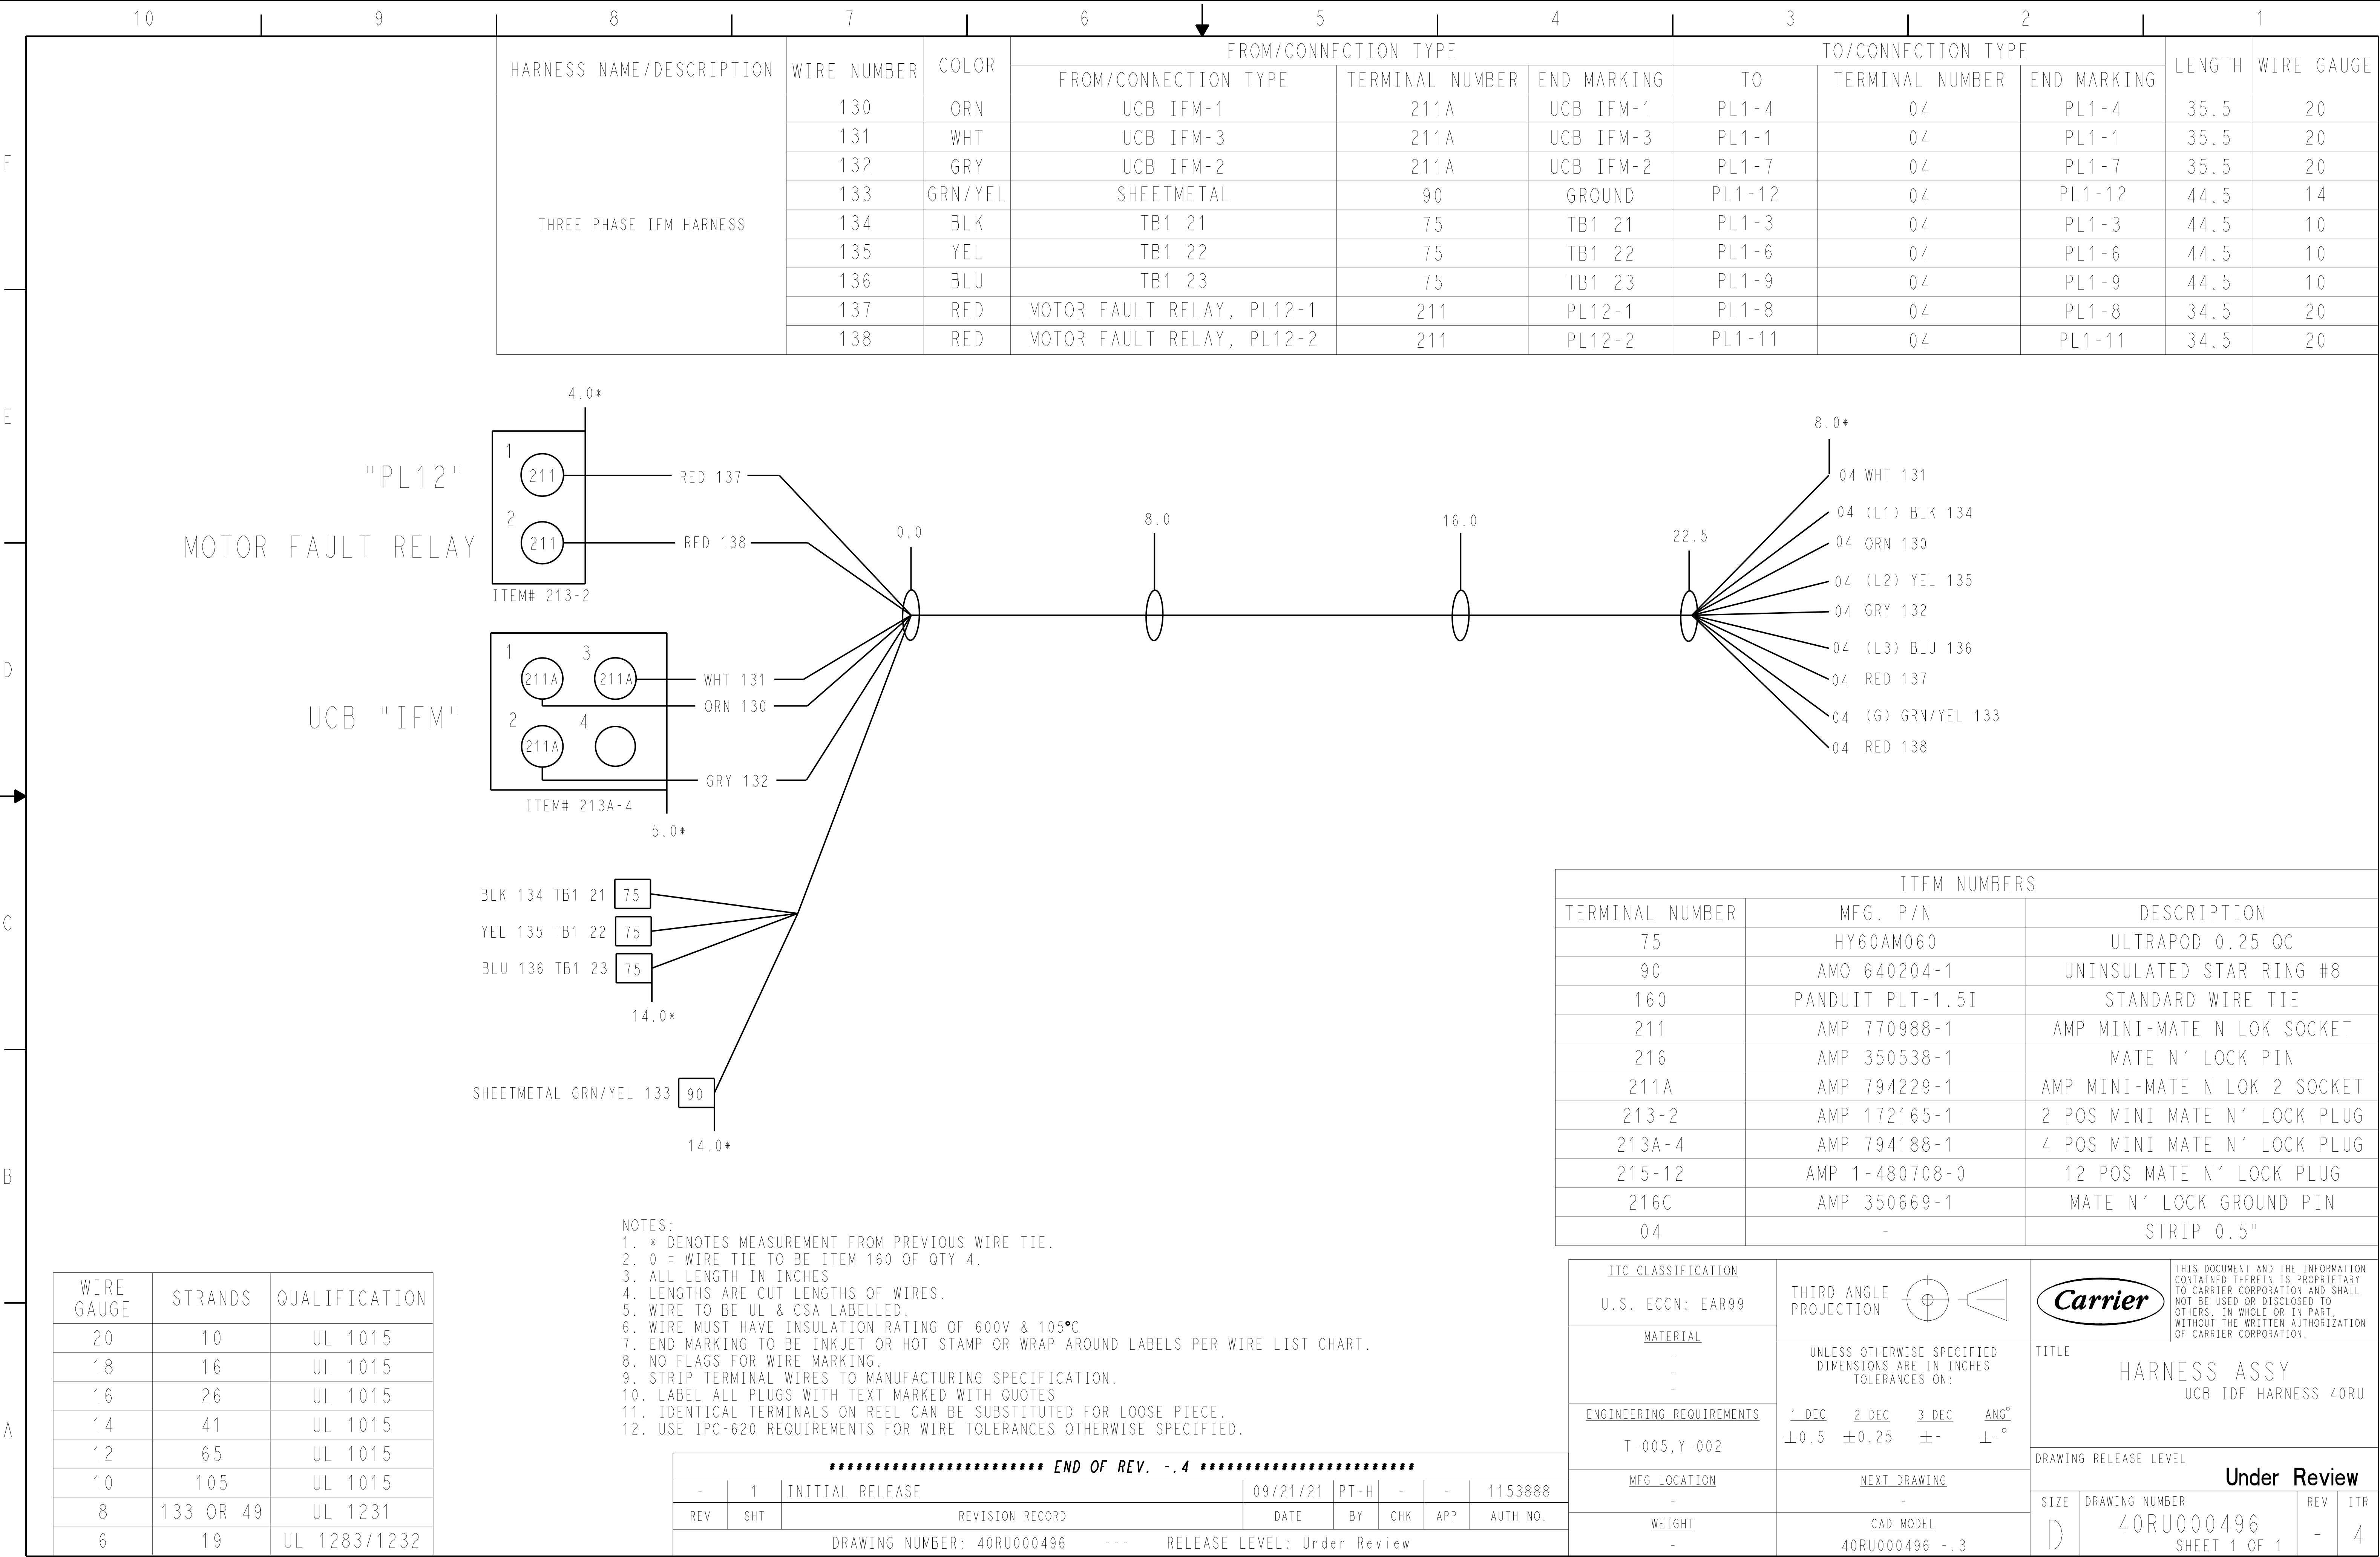 10 9 8 7 6 5 4 3 2 1
F
E
D
C
B
A
HARNESS NAME/DESCRIPTION WIRE NUMBER COLOR FROM/CONNECTION TYPE TO/CONNECTION TYPE LENGTH WIRE GAUGE
FROM/CONNECTION TYPE TERMINAL NUMBER END MARKING TO TERMINAL NUMBER END MARKING
THREE PHASE IFM HARNESS
130 ORN UCB IFM-1 211A UCB IFM-1 PL1-4 04 PL1-4 35.5 20
131 WHT UCB IFM-3 211A UCB IFM-3 PL1-1 04 PL1-1 35.5 20
132 GRY UCB IFM-2 211A UCB IFM-2 PL1-7 04 PL1-7 35.5 20
133 GRN/YEL SHEETMETAL 90 GROUND PL1-12 04 PL1-12 44.5 14
134 BLK TB1 21 75 TB1 21 PL1-3 04 PL1-3 44.5 10
135 YEL TB1 22 75 TB1 22 PL1-6 04 PL1-6 44.5 10
136 BLU TB1 23 75 TB1 23 PL1-9 04 PL1-9 44.5 10
137 RED MOTOR FAULT RELAY, PL12-1 211 PL12-1 PL1-8 04 PL1-8 34.5 20
138 RED MOTOR FAULT RELAY, PL12-2 211 PL12-2 PL1-11 04 PL1-11 34.5 20
4.0*
"PL12"
MOTOR FAULT RELAY
1
211
RED 137
2
211
RED 138
ITEM# 213-2
UCB "IFM"
1 3
211A 211A
WHT 131
ORN 130
2 4
211A
GRY 132
ITEM# 213A-4
5.0*
BLK 134 TB1 21 75
YEL 135 TB1 22 75
BLU 136 TB1 23 75
14.0*
SHEETMETAL GRN/YEL 133 90
14.0*
0.0
8.0
16.0
22.5
8.0*
04 WHT 131
04 (L1) BLK 134
04 ORN 130
04 (L2) YEL 135
04 GRY 132
04 (L3) BLU 136
04 RED 137
04 (G) GRN/YEL 133
04 RED 138
ITEM NUMBERS
TERMINAL NUMBER MFG. P/N DESCRIPTION
75 HY60AM060 ULTRAPOD 0.25 QC
90 AMO 640204-1 UNINSULATED STAR RING #8
160 PANDUIT PLT-1.5I STANDARD WIRE TIE
211 AMP 770988-1 AMP MINI-MATE N LOK SOCKET
216 AMP 350538-1 MATE N' LOCK PIN
211A AMP 794229-1 AMP MINI-MATE N LOK 2 SOCKET
213-2 AMP 172165-1 2 POS MINI MATE N' LOCK PLUG
213A-4 AMP 794188-1 4 POS MINI MATE N' LOCK PLUG
215-12 AMP 1-480708-0 12 POS MATE N' LOCK PLUG
216C AMP 350669-1 MATE N' LOCK GROUND PIN
04 - STRIP 0.5"
NOTES:
1. * DENOTES MEASUREMENT FROM PREVIOUS WIRE TIE.
2. 0 = WIRE TIE TO BE ITEM 160 OF QTY 4.
3. ALL LENGTH IN INCHES
4. LENGTHS ARE CUT LENGTHS OF WIRES.
5. WIRE TO BE UL & CSA LABELLED.
6. WIRE MUST HAVE INSULATION RATING OF 600V & 105°C
7. END MARKING TO BE INKJET OR HOT STAMP OR WRAP AROUND LABELS PER WIRE LIST CHART.
8. NO FLAGS FOR WIRE MARKING.
9. STRIP TERMINAL WIRES TO MANUFACTURING SPECIFICATION.
10. LABEL ALL PLUGS WITH TEXT MARKED WITH QUOTES
11. IDENTICAL TERMINALS ON REEL CAN BE SUBSTITUTED FOR LOOSE PIECE.
12. USE IPC-620 REQUIREMENTS FOR WIRE TOLERANCES OTHERWISE SPECIFIED.
WIRE GAUGE STRANDS QUALIFICATION
20 10 UL 1015
18 16 UL 1015
16 26 UL 1015
14 41 UL 1015
12 65 UL 1015
10 105 UL 1015
8 133 OR 49 UL 1231
6 19 UL 1283/1232
************************ END OF REV. -.4 ************************
- 1 INITIAL RELEASE 09/21/21 PT-H - - 1153888
REV SHT REVISION RECORD DATE BY CHK APP AUTH NO.
DRAWING NUMBER: 40RU000496 --- RELEASE LEVEL: Under Review
ITC CLASSIFICATION
U.S. ECCN: EAR99
MATERIAL
-
-
-
ENGINEERING REQUIREMENTS
T-005,Y-002
MFG LOCATION
-
WEIGHT
-
THIRD ANGLE
PROJECTION
UNLESS OTHERWISE SPECIFIED
DIMENSIONS ARE IN INCHES
TOLERANCES ON:
1 DEC 2 DEC 3 DEC ANG°
±0.5 ±0.25 ±- ±-°
NEXT DRAWING
-
CAD MODEL
40RU000496 -.3
Carrier
THIS DOCUMENT AND THE INFORMATION
CONTAINED THEREIN IS PROPRIETARY
TO CARRIER CORPORATION AND SHALL
NOT BE USED OR DISCLOSED TO
OTHERS, IN WHOLE OR IN PART,
WITHOUT THE WRITTEN AUTHORIZATION
OF CARRIER CORPORATION.
TITLE
HARNESS ASSY
UCB IDF HARNESS 40RU
DRAWING RELEASE LEVEL
Under Review
SIZE DRAWING NUMBER REV ITR
D 40RU000496 - 4
SHEET 1 OF 1